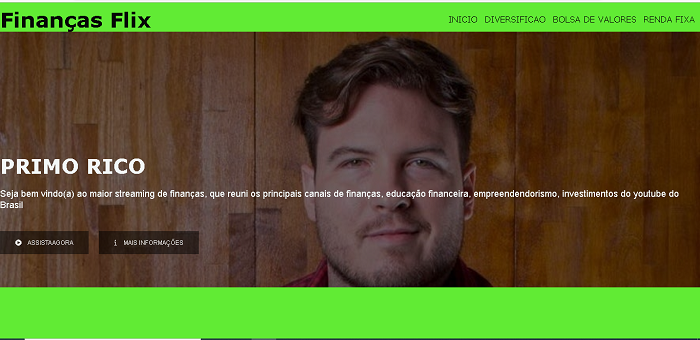 Finanças Flix
INICIO DIVERSIFICAO BOLSA DE VALORES RENDA FIXA
PRIMO RICO
Seja bem vindo(a) ao maior streaming de finanças, que reuni os principais canais de finanças, educação financeira, empreendendorismo, investimentos do youtube do
Brasil
ASSISTAAGORA
i MAIS INFORMAÇÕES